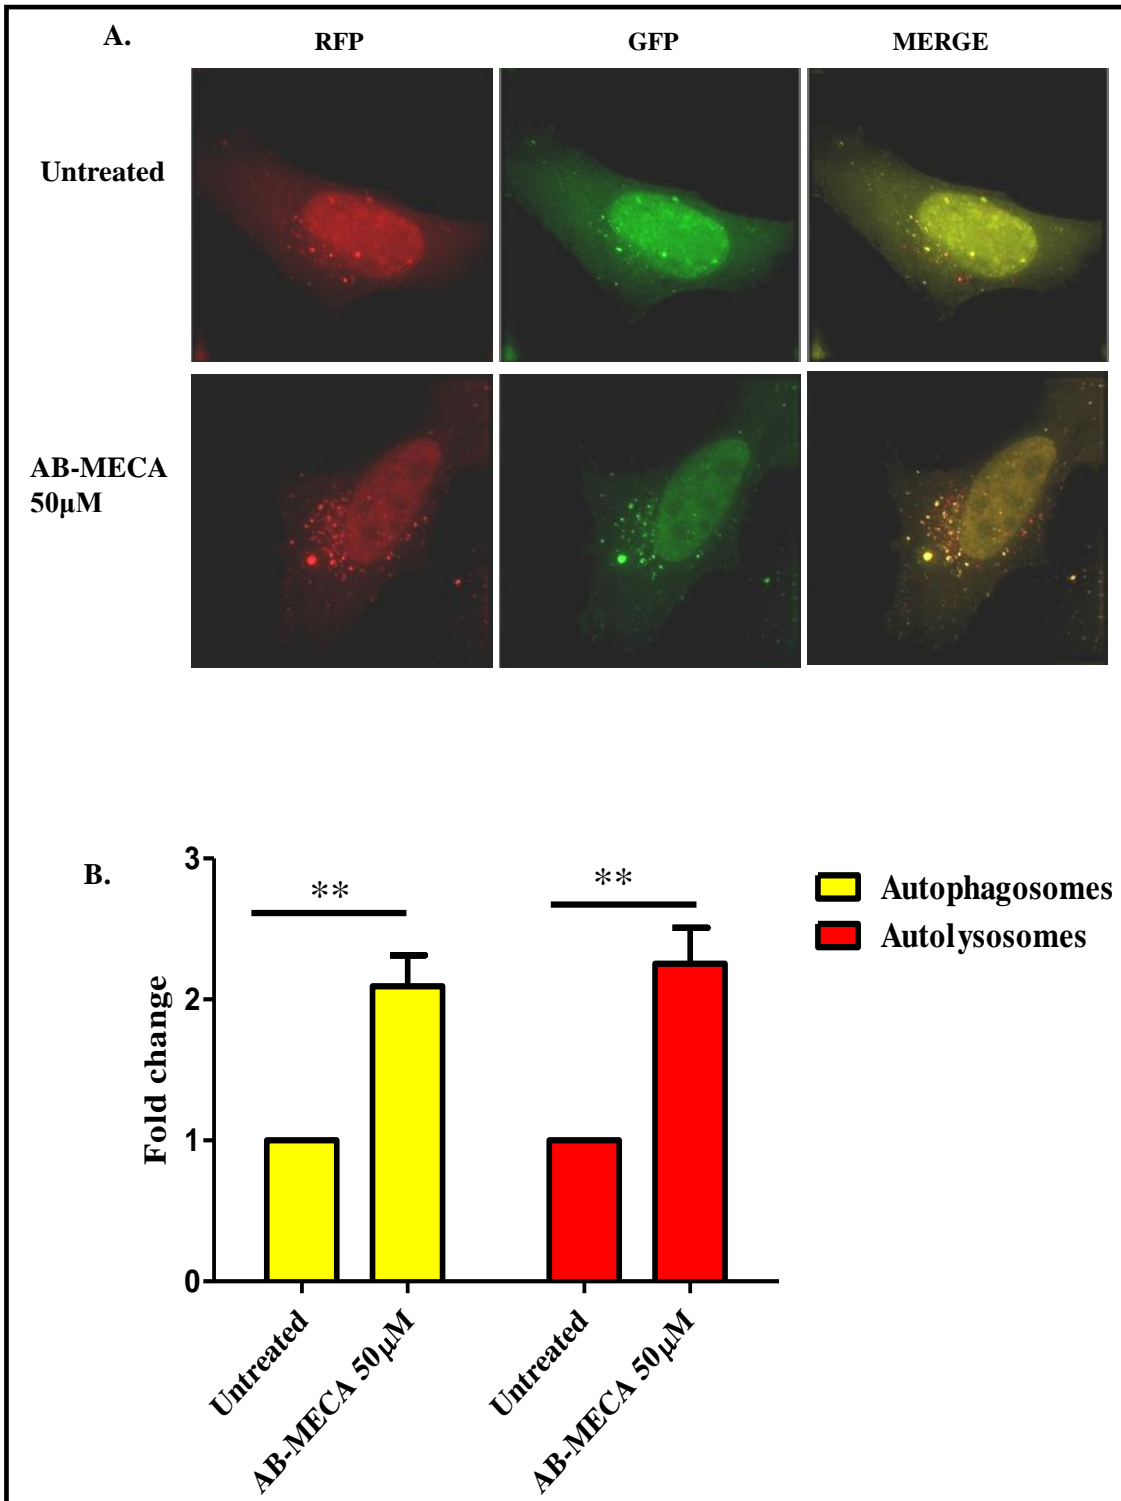 A.
RFP
GFP
MERGE
Untreated
AB-MECA
50µM
B.
3
2
1
0
Fold change
**
**
Autophagosomes
Autolysosomes
Untreated
AB-MECA 50µM
Untreated
AB-MECA 50µM